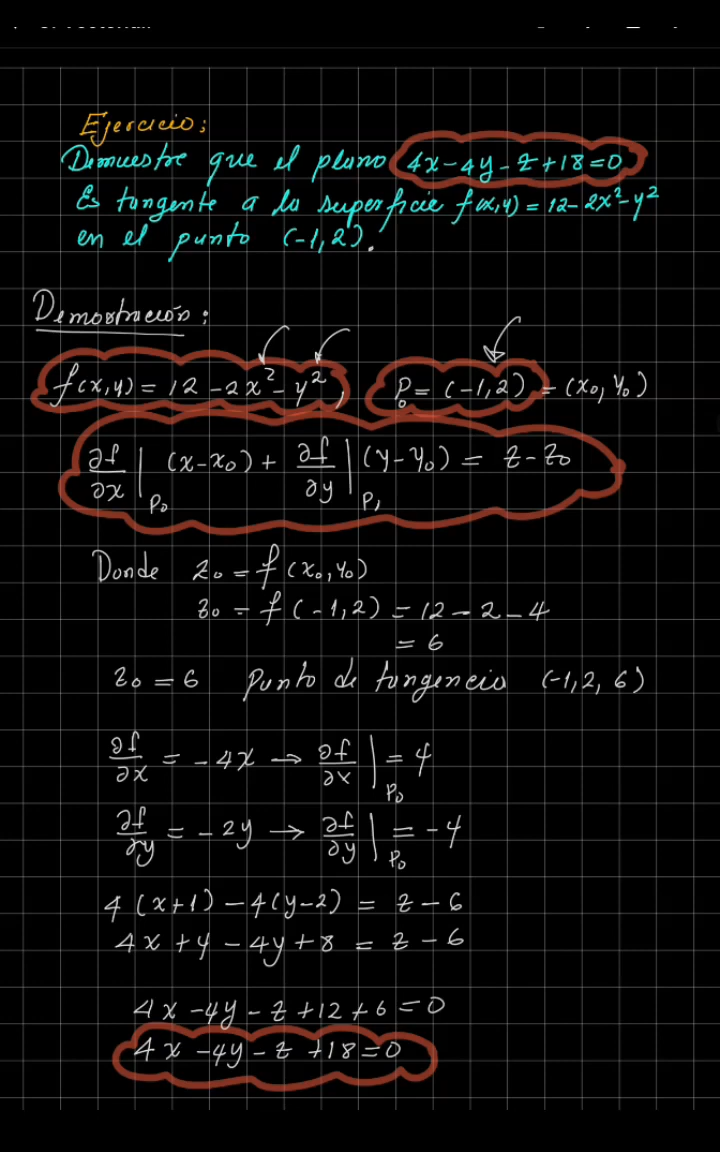 Ejercicio:
Demuestre que el plano 4x-4y-z+18=0
Es tangente a la superficie f(x,y) = 12-2x²-y²
en el punto (-1,2).
Demostración:
f(x,y) = 12 - 2x² - y², P₀ = (-1,2) = (x₀, y₀)
∂f/∂x |P₀ (x-x₀) + ∂f/∂y |P₁ (y-y₀) = z-z₀
Donde z₀ = f(x₀, y₀)
z₀ = f(-1,2) = 12-2-4
= 6
z₀ = 6 Punto de tangencia (-1,2,6)
∂f/∂x = -4x → ∂f/∂x |P₀ = 4
∂f/∂y = -2y → ∂f/∂y |P₀ = -4
4(x+1) - 4(y-2) = z-6
4x + 4 - 4y + 8 = z-6
4x - 4y - z + 12 + 6 = 0
4x - 4y - z + 18 = 0